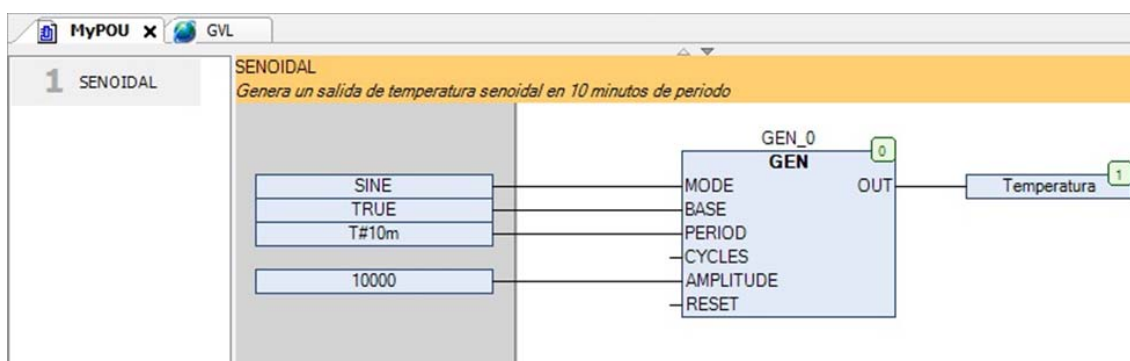 MyPOU X GVL
1 SENOIDAL
SENOIDAL
Genera un salida de temperatura senoidal en 10 minutos de periodo
GEN_0
0
GEN
1
SINE MODE OUT Temperatura
TRUE BASE
T#10m PERIOD
CYCLES
10000 AMPLITUDE
RESET